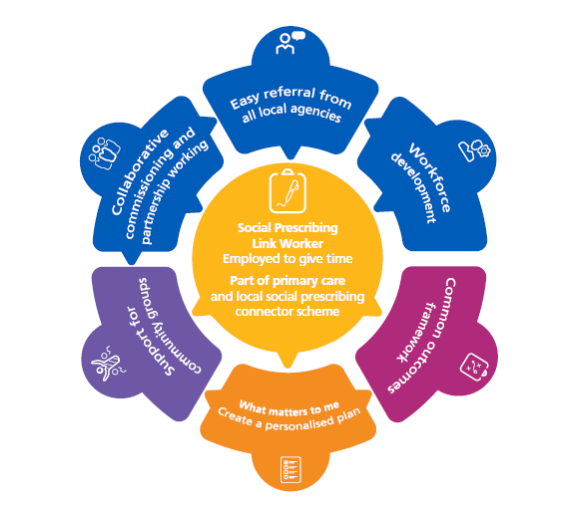 Easy referral from
all local agencies
Workforce
development
Common outcomes
framework
What matters to me
Create a personalised plan
Support for
community groups
Collaborative
commissioning and
partnership working
Social Prescribing
Link Worker
Employed to give time
Part of primary care
and local social prescribing
connector scheme